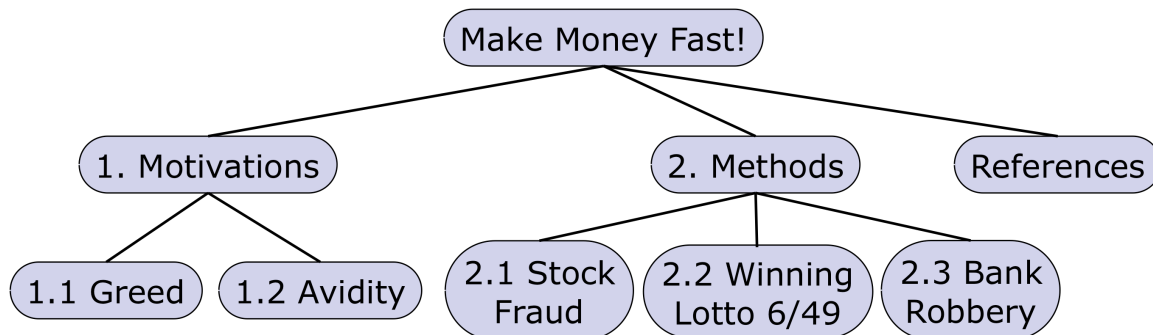 Make Money Fast!
1. Motivations
2. Methods
References
1.1 Greed
1.2 Avidity
2.1 Stock
Fraud
2.2 Winning
Lotto 6/49
2.3 Bank
Robbery